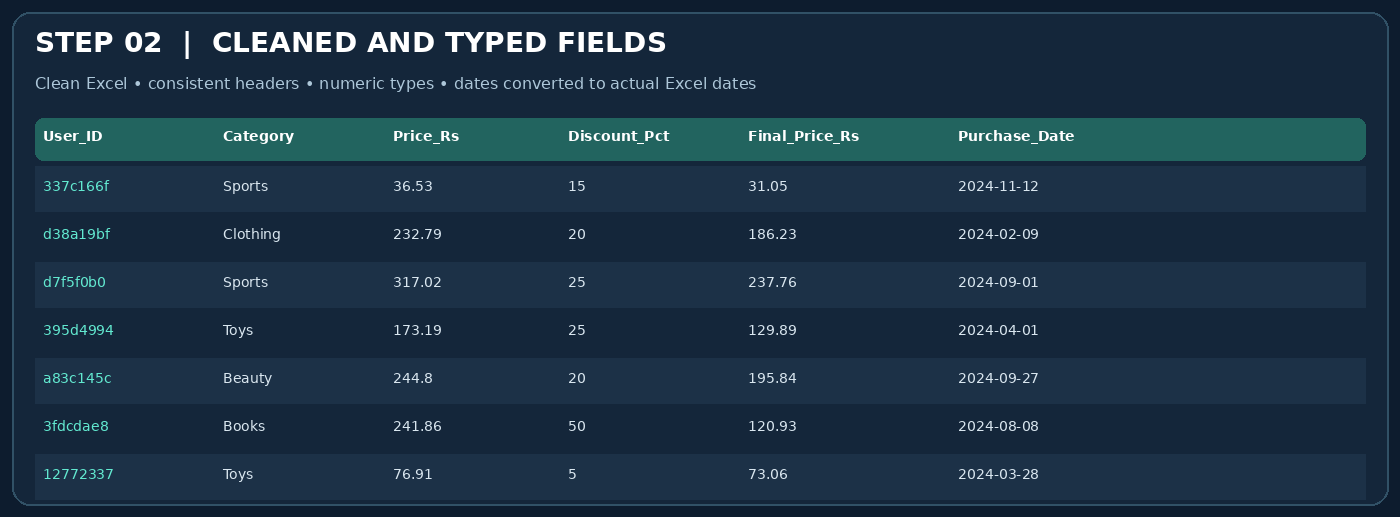 STEP 02 | CLEANED AND TYPED FIELDS
Clean Excel • consistent headers • numeric types • dates converted to actual Excel dates
User_ID Category Price_Rs Discount_Pct Final_Price_Rs Purchase_Date
337c166f Sports 36.53 15 31.05 2024-11-12
d38a19bf Clothing 232.79 20 186.23 2024-02-09
d7f5f0b0 Sports 317.02 25 237.76 2024-09-01
395d4994 Toys 173.19 25 129.89 2024-04-01
a83c145c Beauty 244.8 20 195.84 2024-09-27
3fdcdae8 Books 241.86 50 120.93 2024-08-08
12772337 Toys 76.91 5 73.06 2024-03-28